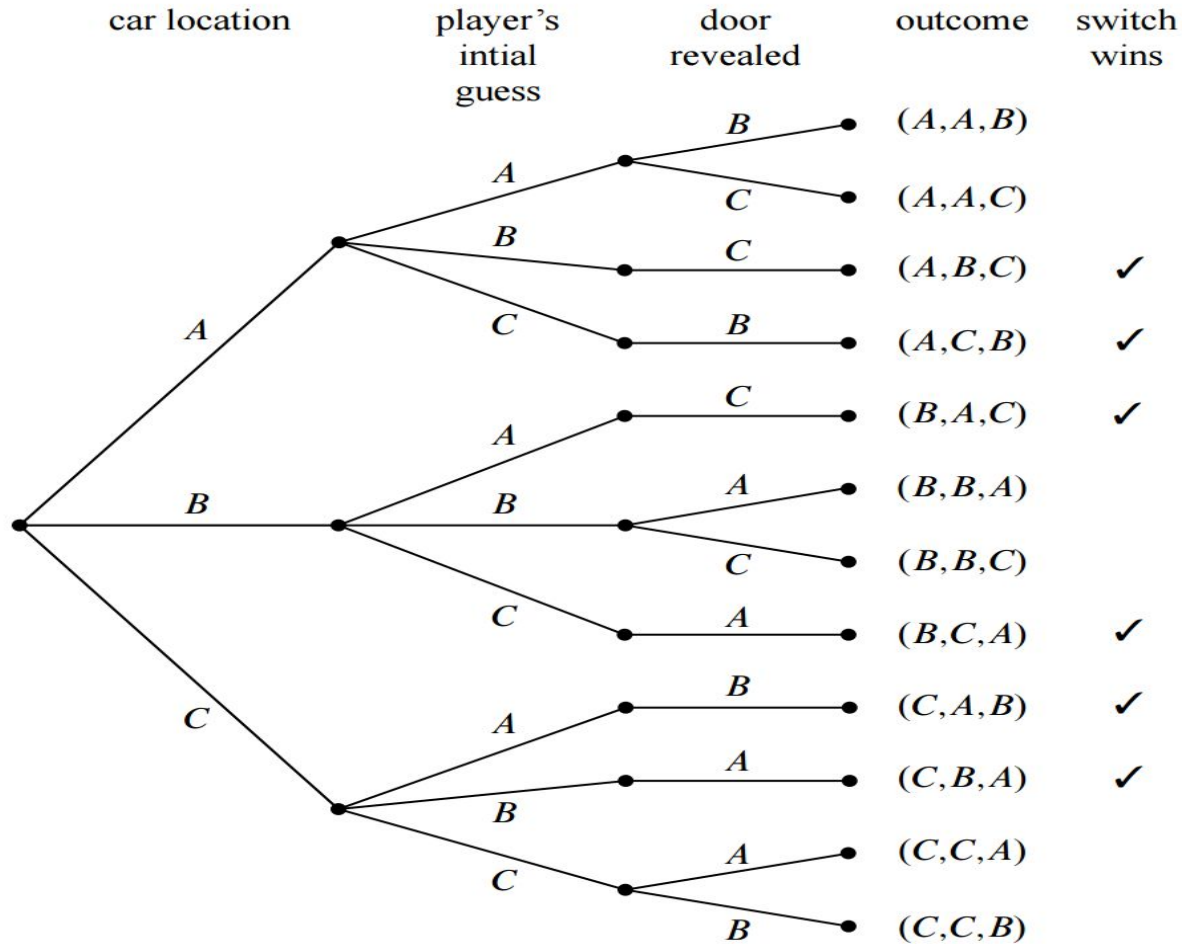 car location
player's
intial
guess
door
revealed
outcome
switch
wins
B
(A,A,B)
A
C
(A,A,C)
B
C
(A,B,C) ✓
A
C
B
(A,C,B) ✓
C
(B,A,C) ✓
A
B
B
A
(B,B,A)
C
(B,B,C)
C
A
(B,C,A) ✓
C
A
B
(C,A,B) ✓
A
(C,B,A) ✓
B
C
A
(C,C,A)
B
(C,C,B)